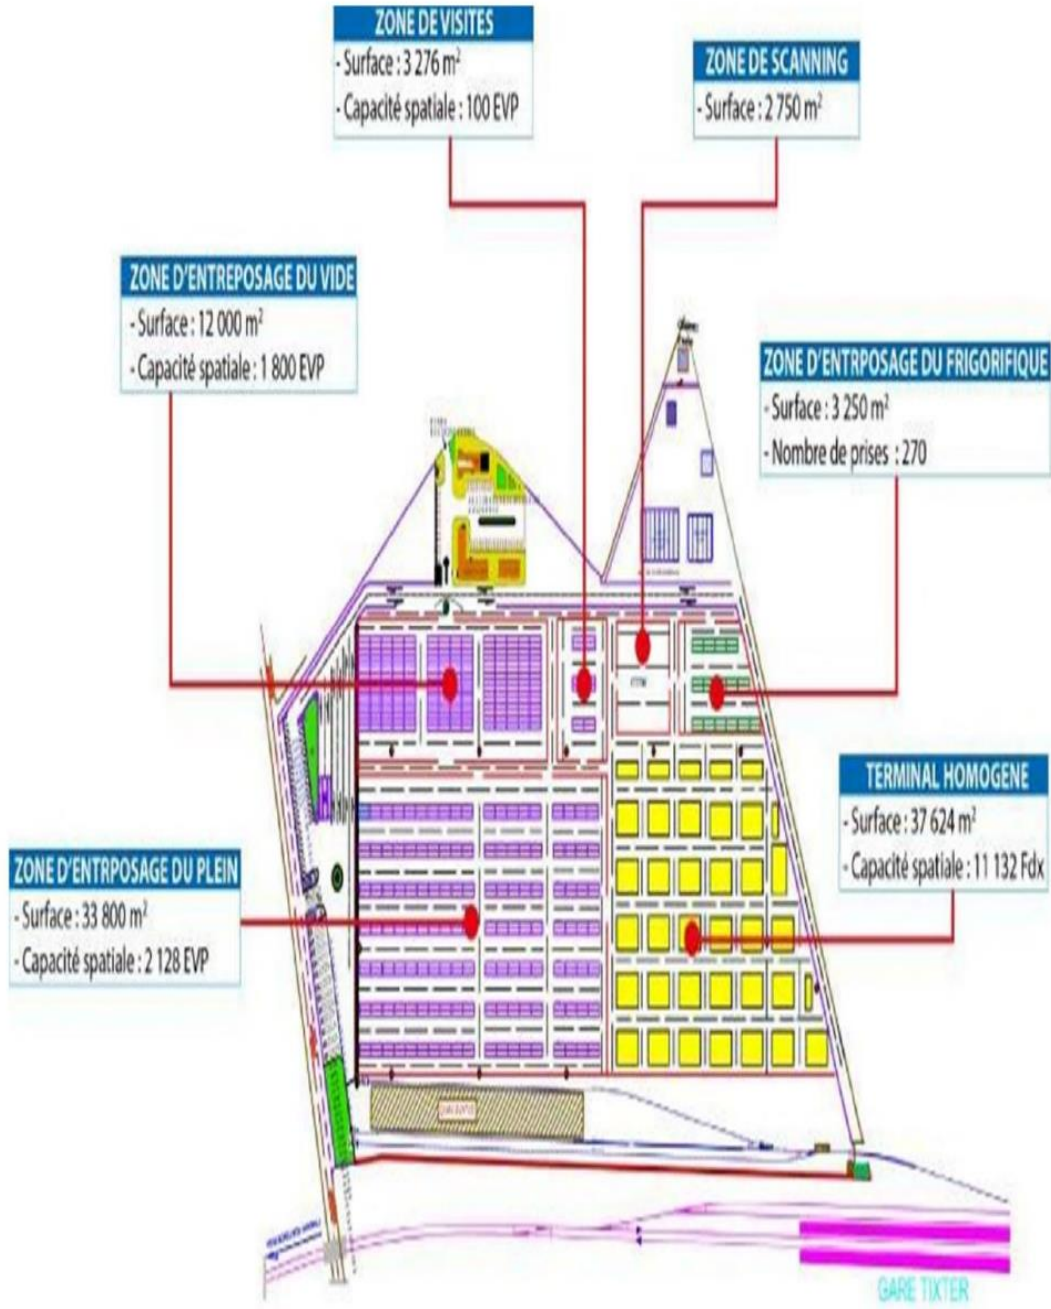 ZONE DE VISITES
- Surface : 3 276 m²
- Capacité spatiale : 100 EVP
ZONE DE SCANNING
- Surface : 2 750 m²
ZONE D'ENTREPOSAGE DU VIDE
- Surface : 12 000 m²
- Capacité spatiale : 1 800 EVP
ZONE D'ENTRPOSAGE DU FRIGORIFIQUE
- Surface : 3 250 m²
- Nombre de prises : 270
TERMINAL HOMOGENE
- Surface : 37 624 m²
- Capacité spatiale : 11 132 Fdx
ZONE D'ENTRPOSAGE DU PLEIN
- Surface : 33 800 m²
- Capacité spatiale : 2 128 EVP
GARE TIXTER